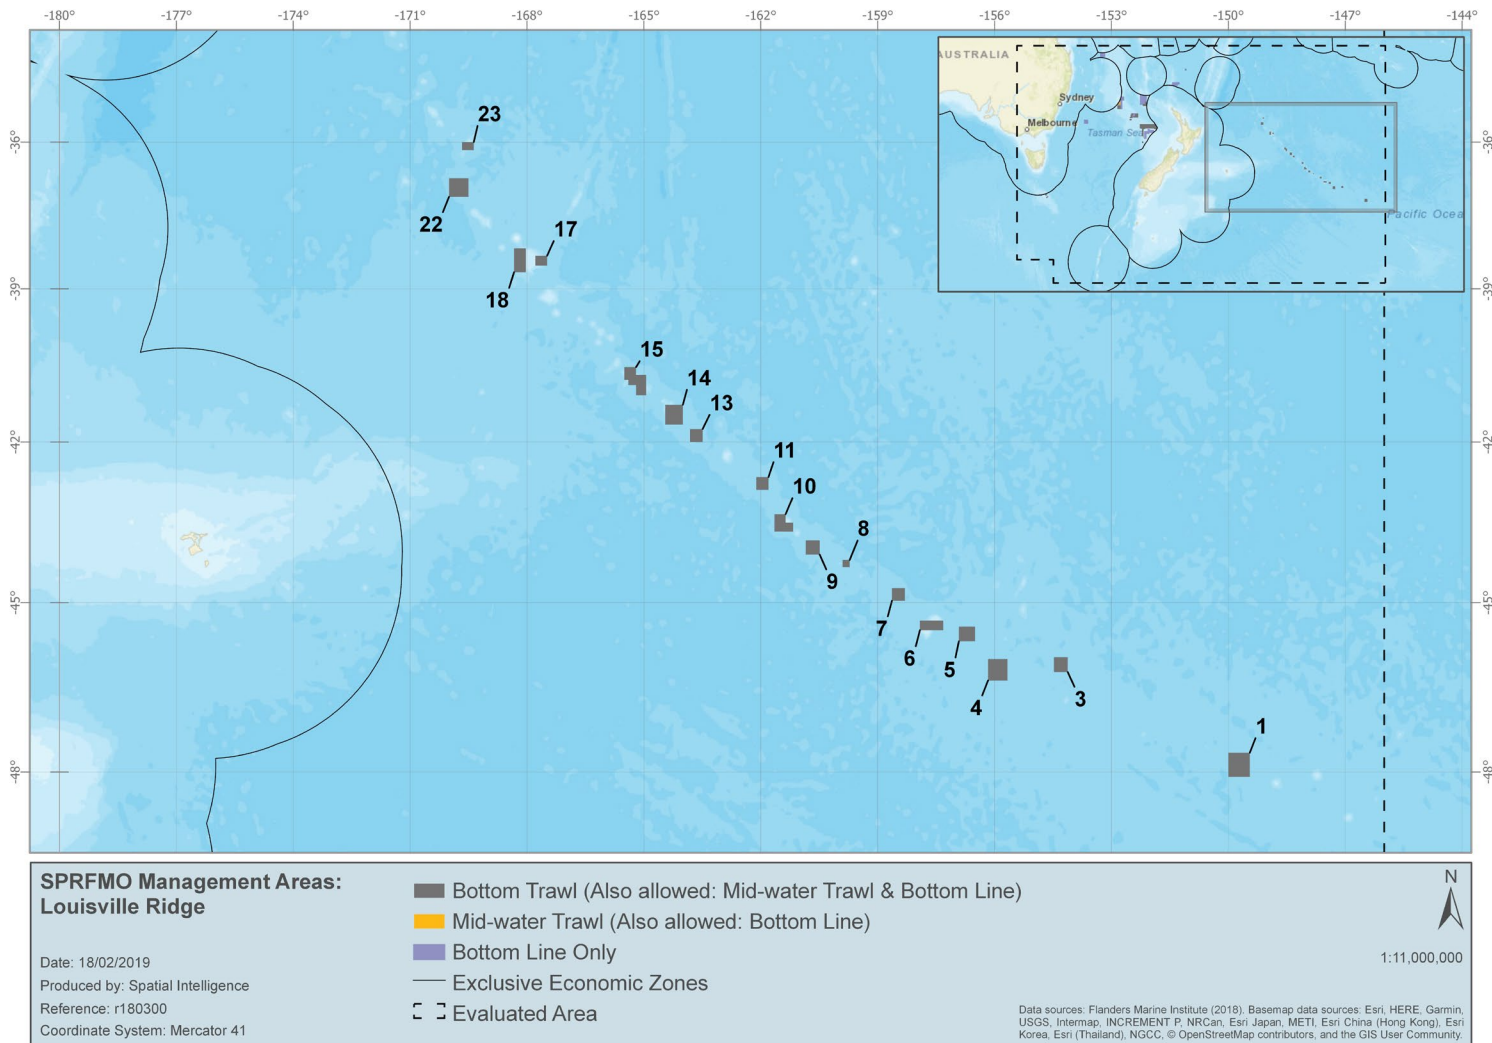 -180° -177° -174° -171° -168° -165° -162° -159° -156° -153° -150° -147° -144°
AUSTRALIA
Sydney
Melbourne
Tasman Sea
Pacific Ocea
23
-36° -36°
22
17
18
-39° -39°
15
14
13
-42° -42°
11
10
8
9
-45° -45°
7
6
5
4
3
1
-48° -48°
SPRFMO Management Areas:
Louisville Ridge
Date: 18/02/2019
Produced by: Spatial Intelligence
Reference: r180300
Coordinate System: Mercator 41
Bottom Trawl (Also allowed: Mid-water Trawl & Bottom Line)
Mid-water Trawl (Also allowed: Bottom Line)
Bottom Line Only
Exclusive Economic Zones
Evaluated Area
N
1:11,000,000
Data sources: Flanders Marine Institute (2018). Basemap data sources: Esri, HERE, Garmin,
USGS, Intermap, INCREMENT P, NRCan, Esri Japan, METI, Esri China (Hong Kong), Esri
Korea, Esri (Thailand), NGCC, © OpenStreetMap contributors, and the GIS User Community.